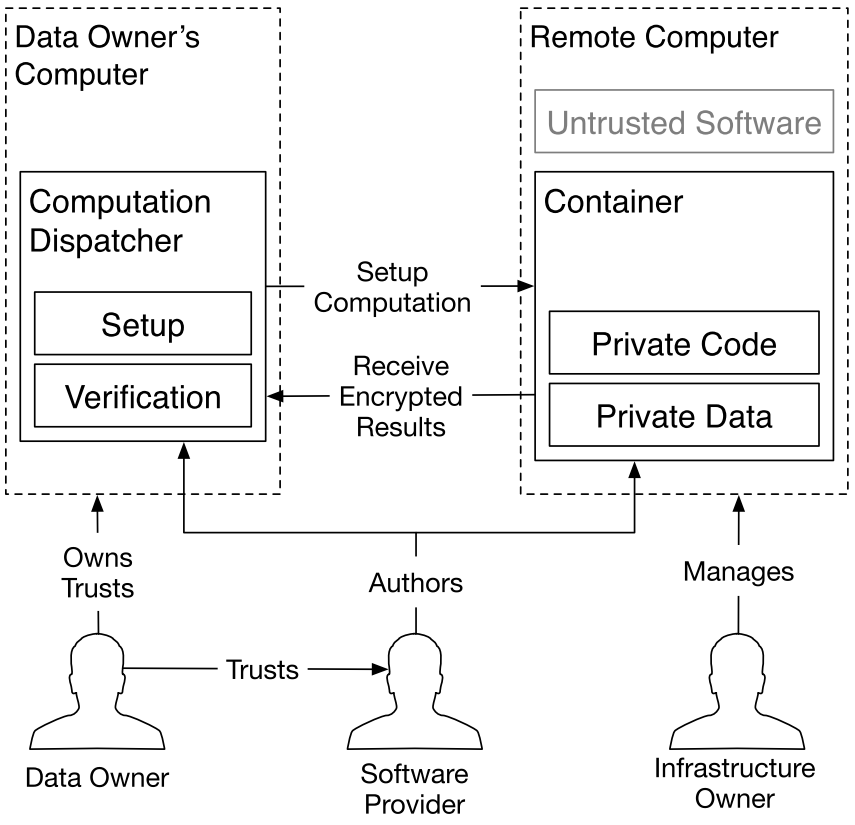 Data Owner’s
Computer
Remote Computer
Untrusted Software
Computation
Dispatcher
Container
Setup
Computation
Setup
Private Code
Receive
Encrypted
Results
Verification
Private Data
Owns
Trusts
Authors
Manages
Trusts
Data Owner
Software
Provider
Infrastructure
Owner